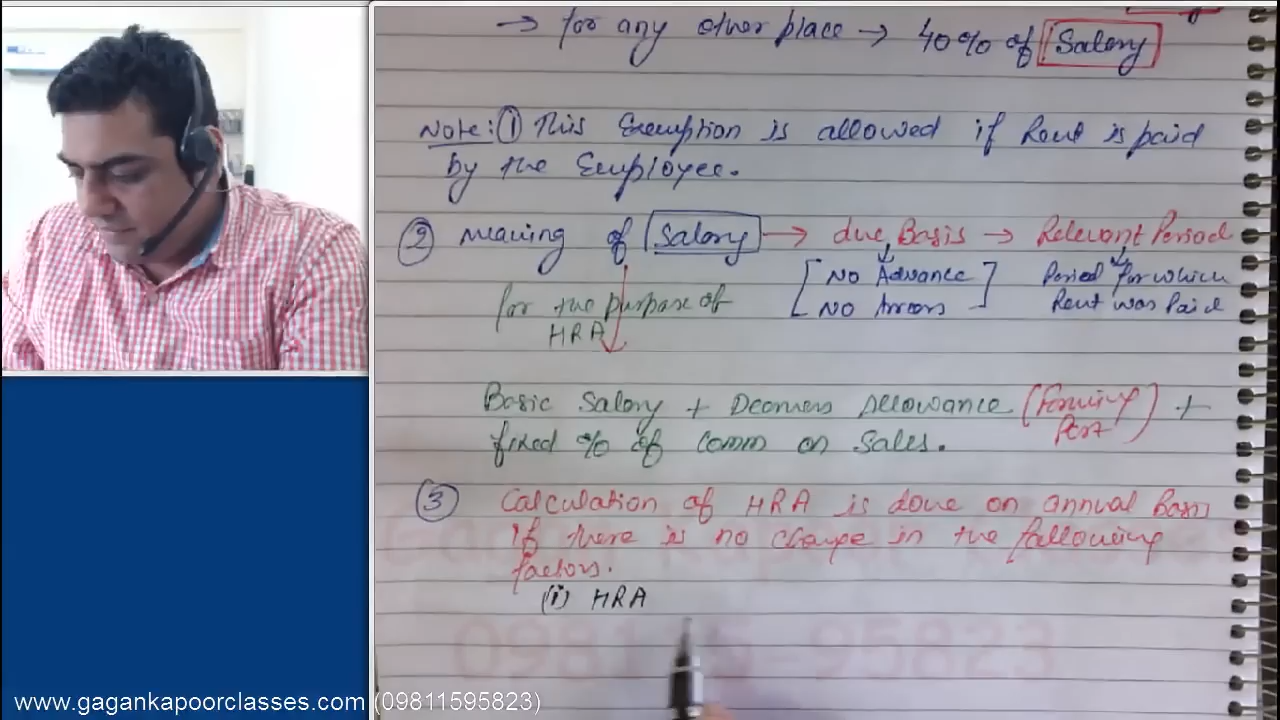 → for any other place → 40% of Salary
Note: ① This Exemption is allowed if Rent is paid
by the Employee.
② Meaning of Salary → due Basis → Relevant Period
[No Advance
No Arrears]
Period for which
Rent was Paid
for the purpose of
HRA
Basic Salary + Dearness Allowance (Forming
Part) +
fixed % of Comm on Sales.
③ Calculation of HRA is done on annual Basis
If there is no change in the following
factors.
(i) HRA
098115-95823
www.gagankapoorclasses.com (09811595823)